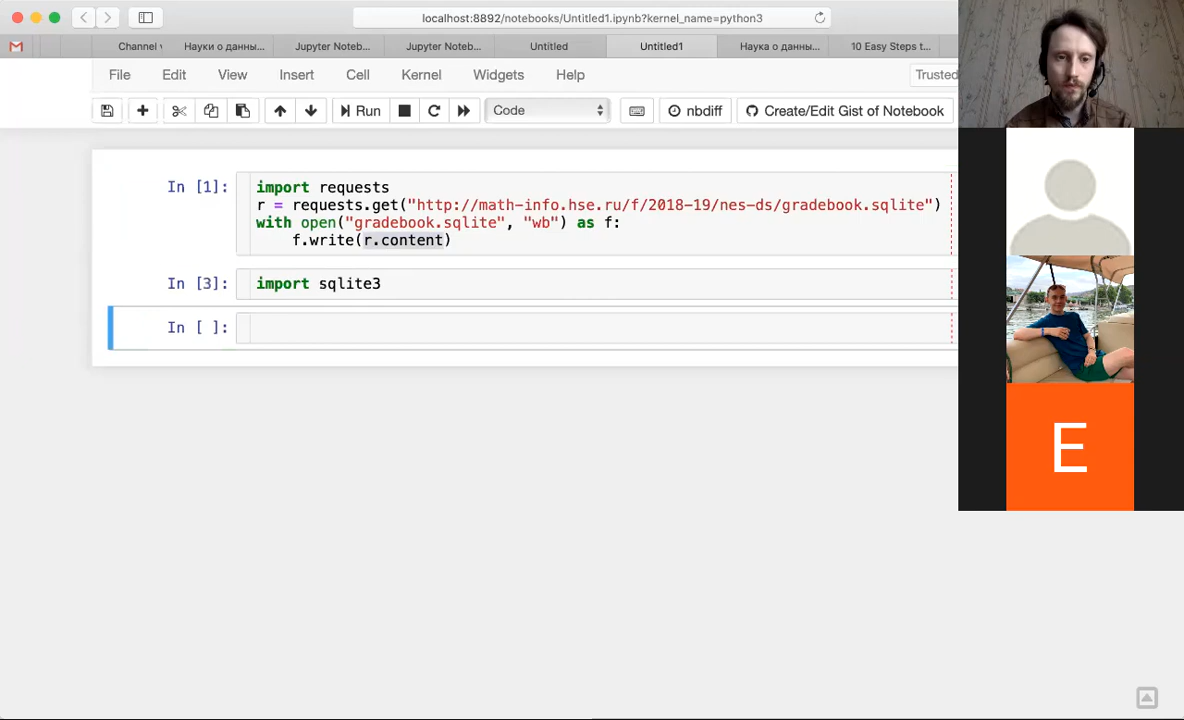 localhost:8892/notebooks/Untitled1.ipynb?kernel_name=python3
Channel
Науки о данны...
Jupyter Noteb...
Jupyter Noteb...
Untitled
Untitled1
Наука о данны...
10 Easy Steps t...
File Edit View Insert Cell Kernel Widgets Help Trusted
Run Code nbdiff Create/Edit Gist of Notebook
In [1]: import requests
r = requests.get("http://math-info.hse.ru/f/2018-19/nes-ds/gradebook.sqlite")
with open("gradebook.sqlite", "wb") as f:
f.write(r.content)
In [3]: import sqlite3
In [ ]:
E